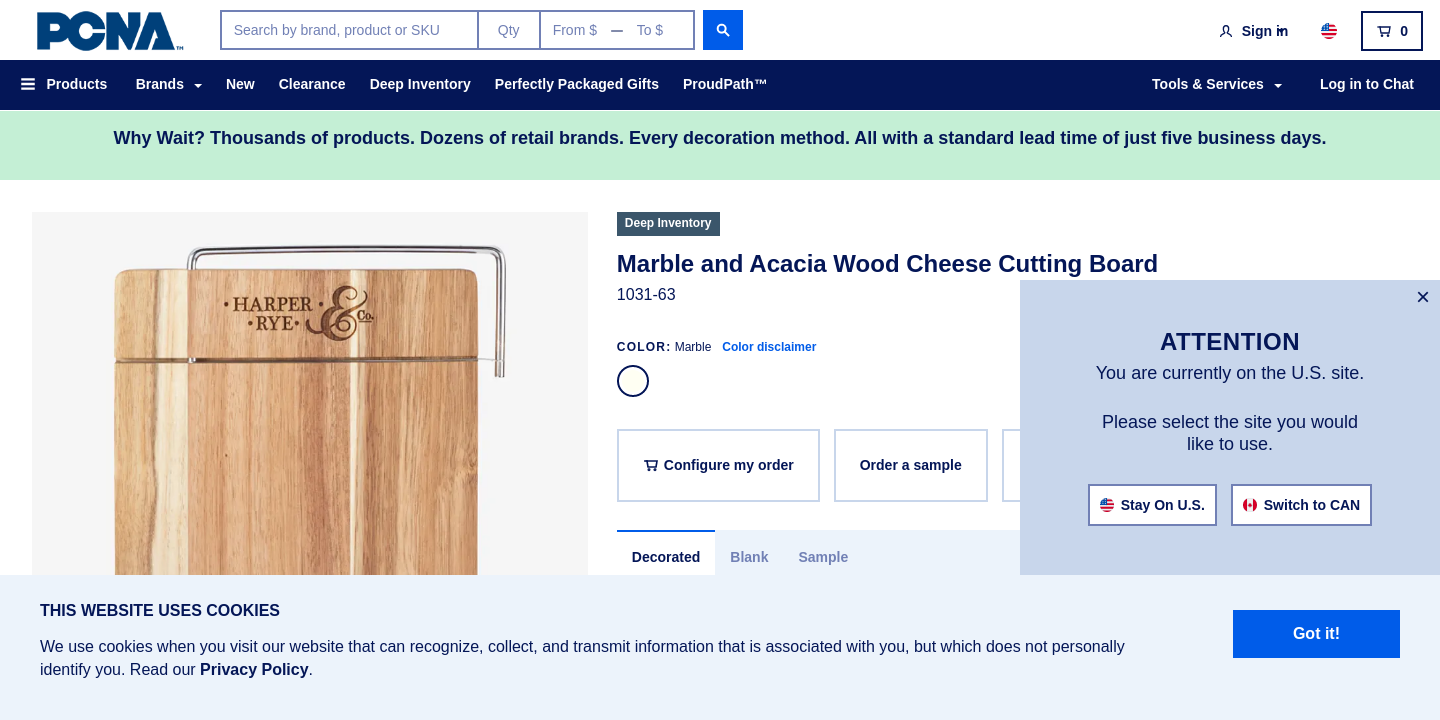 PCNA™
Search by brand, product or SKU
Qty
From $ — To $
Sign in
0
Products
Brands
New
Clearance
Deep Inventory
Perfectly Packaged Gifts
ProudPath™
Tools & Services
Log in to Chat
Why Wait? Thousands of products. Dozens of retail brands. Every decoration method. All with a standard lead time of just five business days.
·HARPER
·RYE·
& Co.
Deep Inventory
Marble and Acacia Wood Cheese Cutting Board
1031-63
COLOR: Marble Color disclaimer
Configure my order
Order a sample
Decorated
Blank
Sample
×
ATTENTION
You are currently on the U.S. site.
Please select the site you would
like to use.
Stay On U.S.
Switch to CAN
THIS WEBSITE USES COOKIES
We use cookies when you visit our website that can recognize, collect, and transmit information that is associated with you, but which does not personally
identify you. Read our Privacy Policy.
Got it!